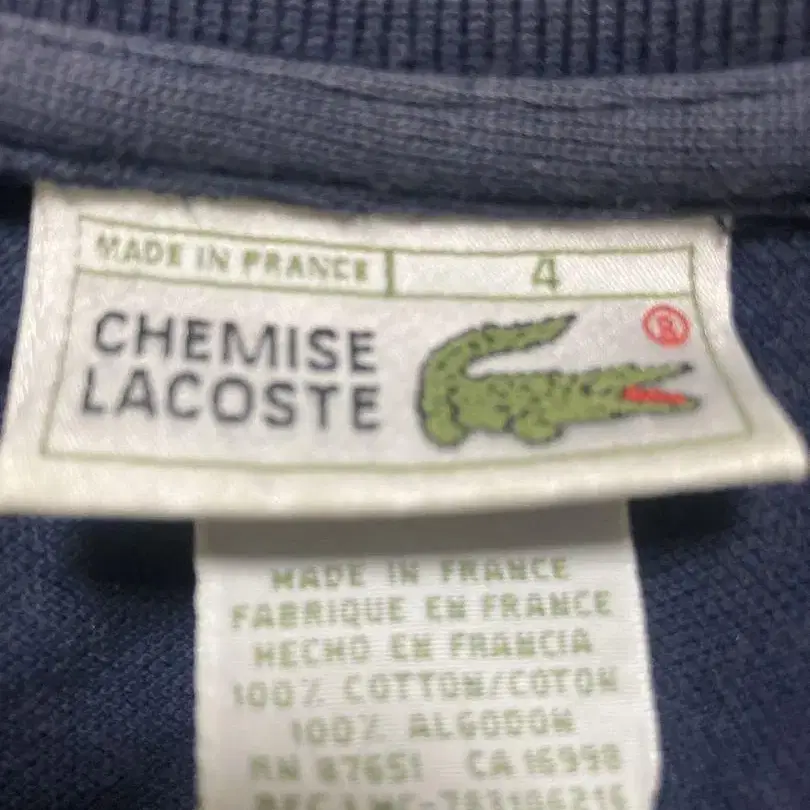 MADE IN FRANCE 4
CHEMISE
LACOSTE
®
MADE IN FRANCE
FABRIQUE EN FRANCE
HECHO EN FRANCIA
100% COTTON/COTON
100% ALGODON
RN 87651 CA 16998